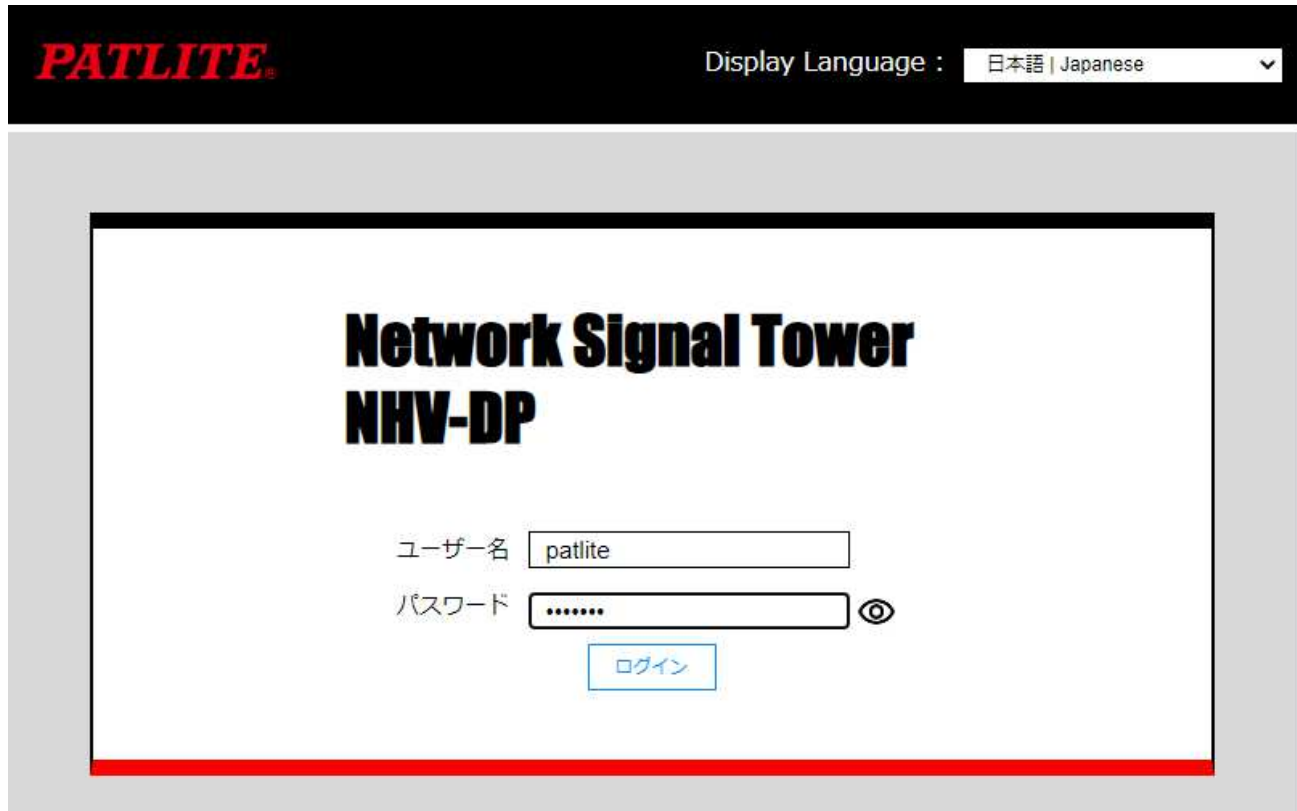 PATLITE®
Display Language : 日本語 | Japanese
Network Signal Tower
NHV-DP
ユーザー名 patlite
パスワード •••••••
ログイン